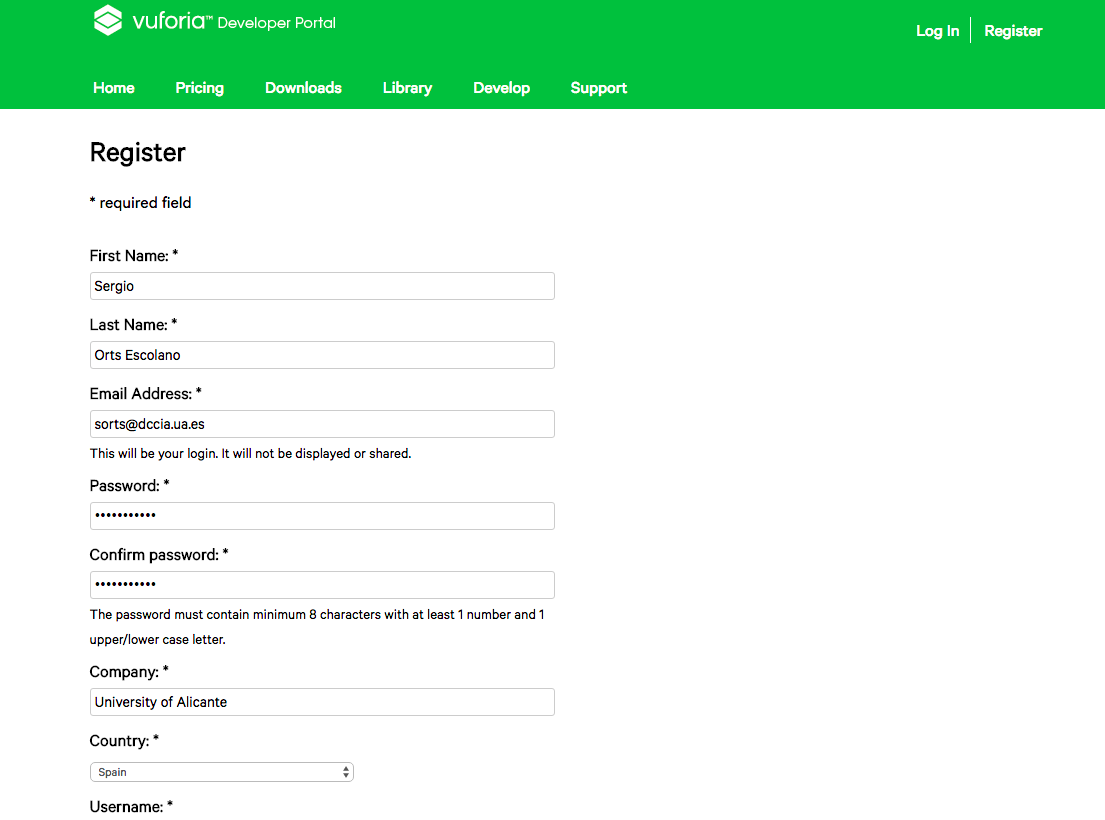 vuforia™ Developer Portal
Log In
Register
Home Pricing Downloads Library Develop Support
Register
* required field
First Name: *
Sergio
Last Name: *
Orts Escolano
Email Address: *
sorts@dccia.ua.es
This will be your login. It will not be displayed or shared.
Password: *
•••••••••••
Confirm password: *
•••••••••••
The password must contain minimum 8 characters with at least 1 number and 1
upper/lower case letter.
Company: *
University of Alicante
Country: *
Spain
Username: *